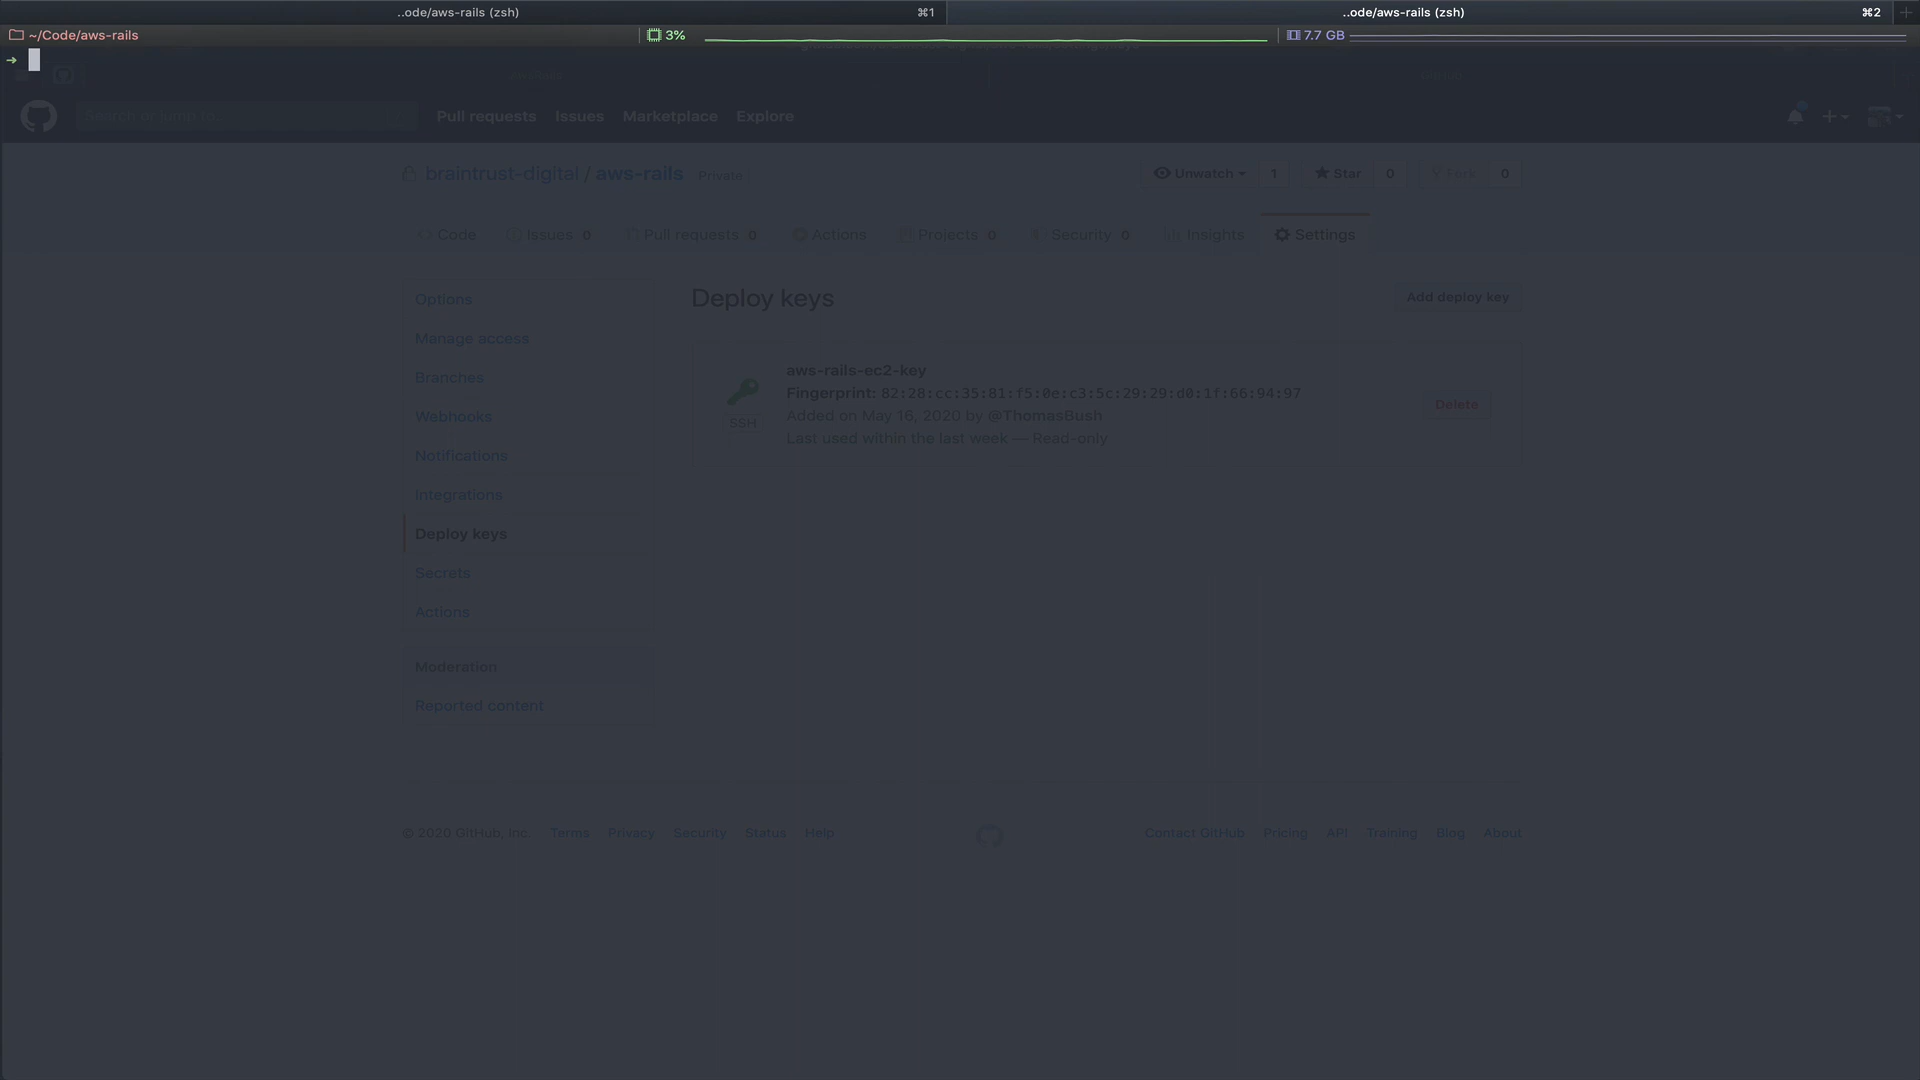 ..ode/aws-rails (zsh) ⌘1 ..ode/aws-rails (zsh) ⌘2
~/Code/aws-rails 3% 7.7 GB
Search or jump to...
Pull requests Issues Marketplace Explore
braintrust-digital / aws-rails Private
Unwatch 1 Star 0 Fork 0
Code Issues 0 Pull requests 0 Actions Projects 0 Security 0 Insights Settings
Options
Manage access
Branches
Webhooks
Notifications
Integrations
Deploy keys
Secrets
Actions
Moderation
Reported content
Deploy keys
Add deploy key
aws-rails-ec2-key
Fingerprint: 82:28:cc:35:81:f5:0e:c3:5c:29:29:d0:1f:66:94:97
Added on May 16, 2020 by @ThomasBush
Last used within the last week — Read-only
SSH
Delete
© 2020 GitHub, Inc. Terms Privacy Security Status Help
Contact GitHub Pricing API Training Blog About